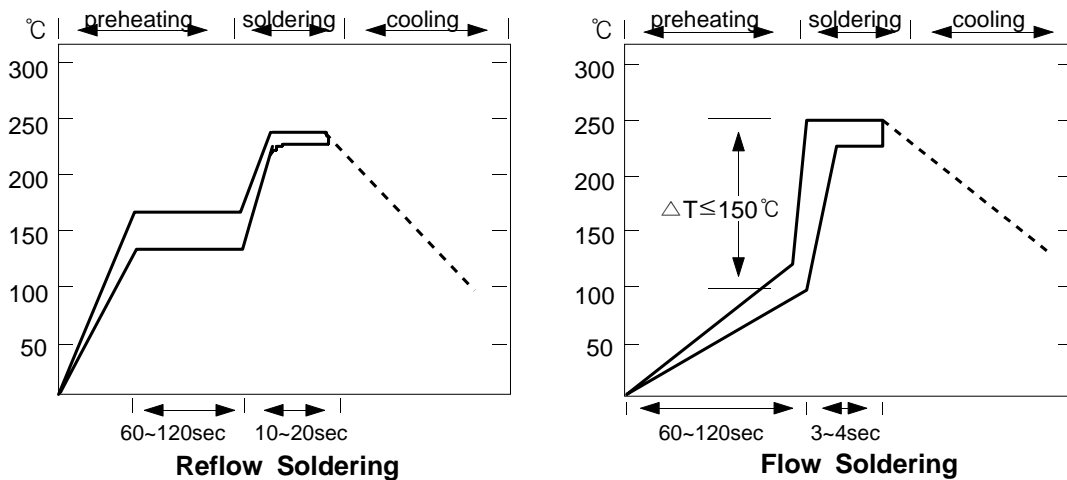 preheating soldering cooling
℃
300
250
200
150
100
50
60~120sec 10~20sec
Reflow Soldering
preheating soldering cooling
℃
300
250
200
150
100
50
△T≤150℃
60~120sec 3~4sec
Flow Soldering